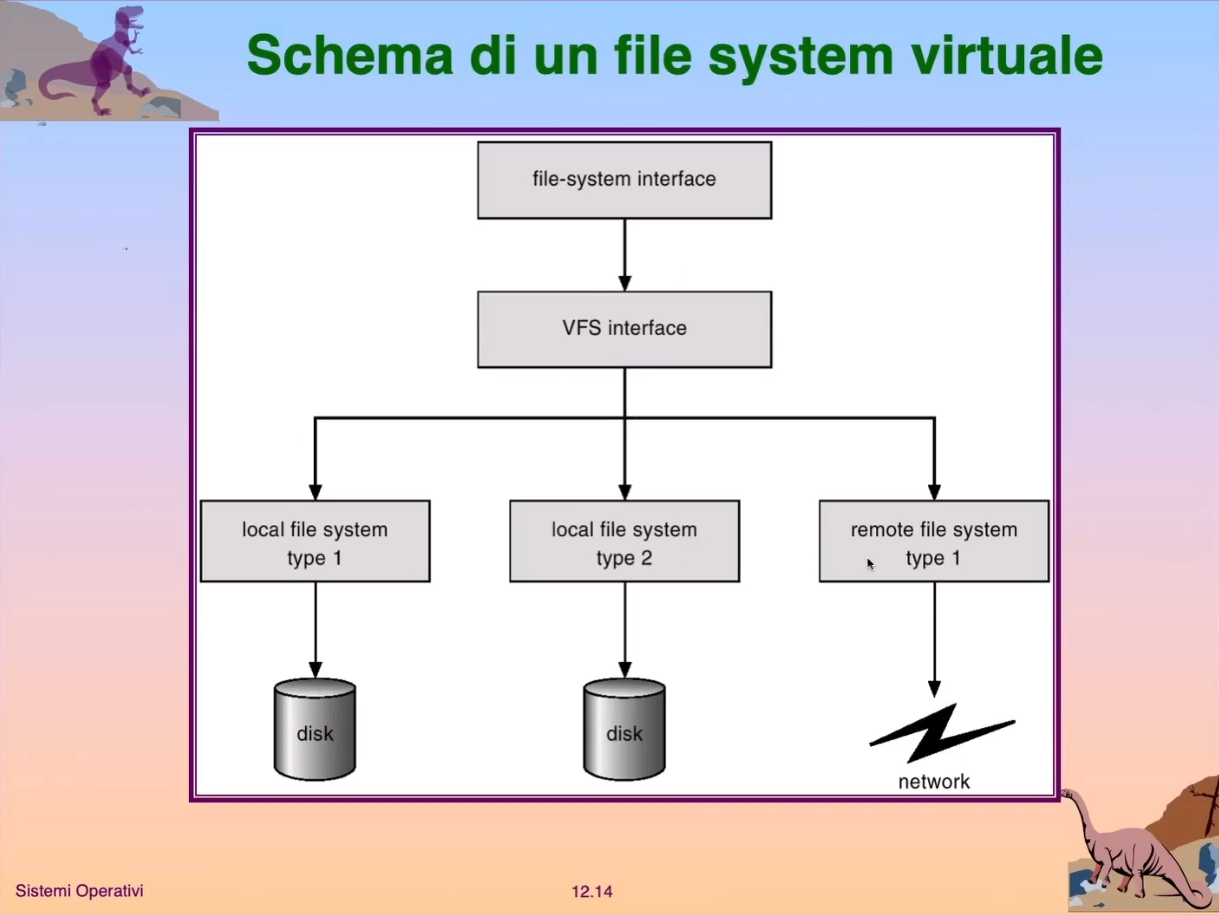 Schema di un file system virtuale
file-system interface
VFS interface
local file system
type 1
local file system
type 2
remote file system
type 1
disk
disk
network
Sistemi Operativi
12.14